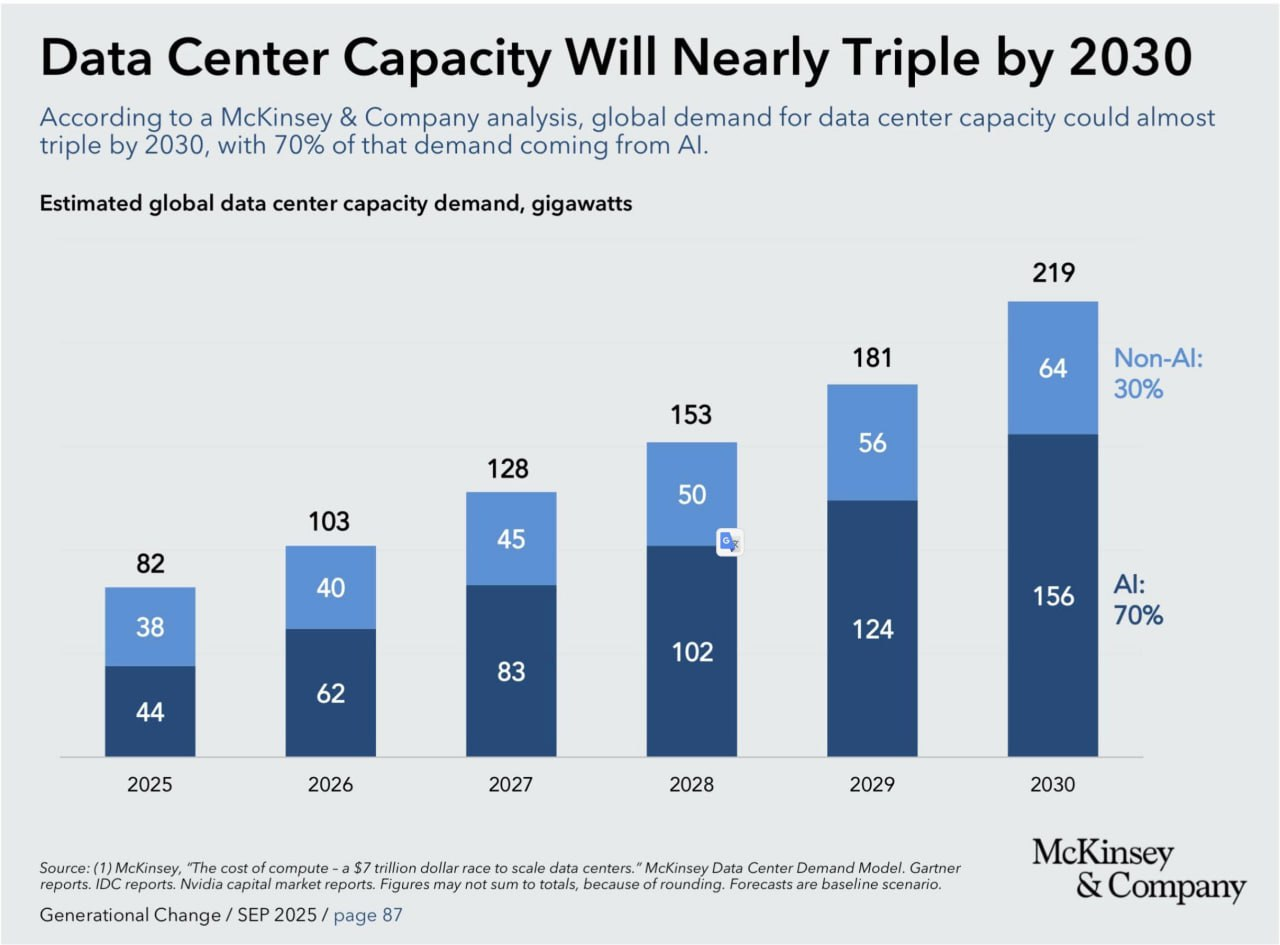 Data Center Capacity Will Nearly Triple by 2030
According to a McKinsey & Company analysis, global demand for data center capacity could almost
triple by 2030, with 70% of that demand coming from AI.
Estimated global data center capacity demand, gigawatts
82
38
44
103
40
62
128
45
83
153
50
102
181
56
124
219
64
156
Non-AI:
30%
AI:
70%
2025
2026
2027
2028
2029
2030
Source: (1) McKinsey, “The cost of compute – a $7 trillion dollar race to scale data centers.” McKinsey Data Center Demand Model. Gartner
reports. IDC reports. Nvidia capital market reports. Figures may not sum to totals, because of rounding. Forecasts are baseline scenario.
Generational Change / SEP 2025 / page 87
McKinsey
& Company